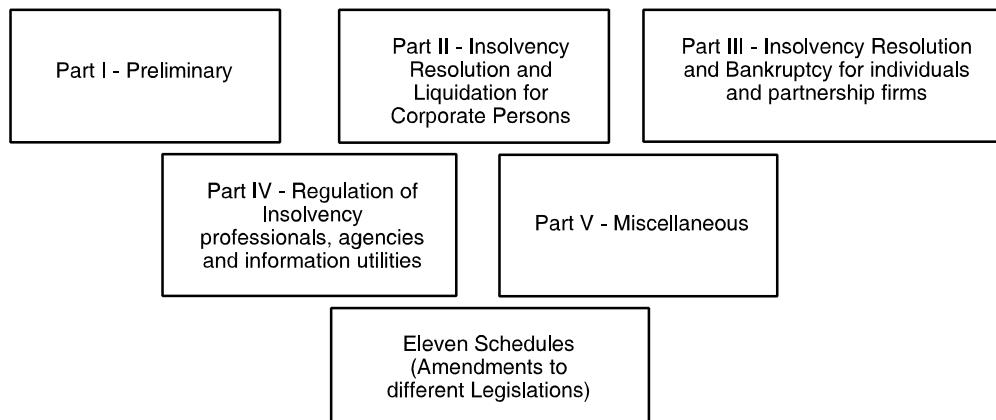 Part I - Preliminary
Part II - Insolvency
Resolution and
Liquidation for
Corporate Persons
Part III - Insolvency Resolution
and Bankruptcy for individuals
and partnership firms
Part IV - Regulation of
Insolvency
professionals, agencies
and information utilities
Part V - Miscellaneous
Eleven Schedules
(Amendments to
different Legislations)